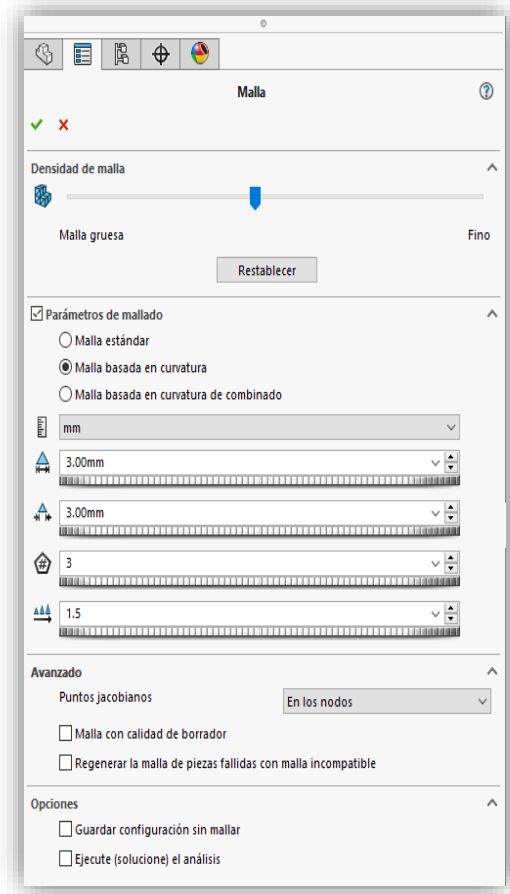 Malla
Densidad de malla
Malla gruesa Fino
Restablecer
Parámetros de mallado
Malla estándar
Malla basada en curvatura
Malla basada en curvatura de combinado
mm
3.00mm
3.00mm
3
1.5
Avanzado
Puntos jacobianos En los nodos
Malla con calidad de borrador
Regenerar la malla de piezas fallidas con malla incompatible
Opciones
Guardar configuración sin mallar
Ejecute (solucione) el análisis